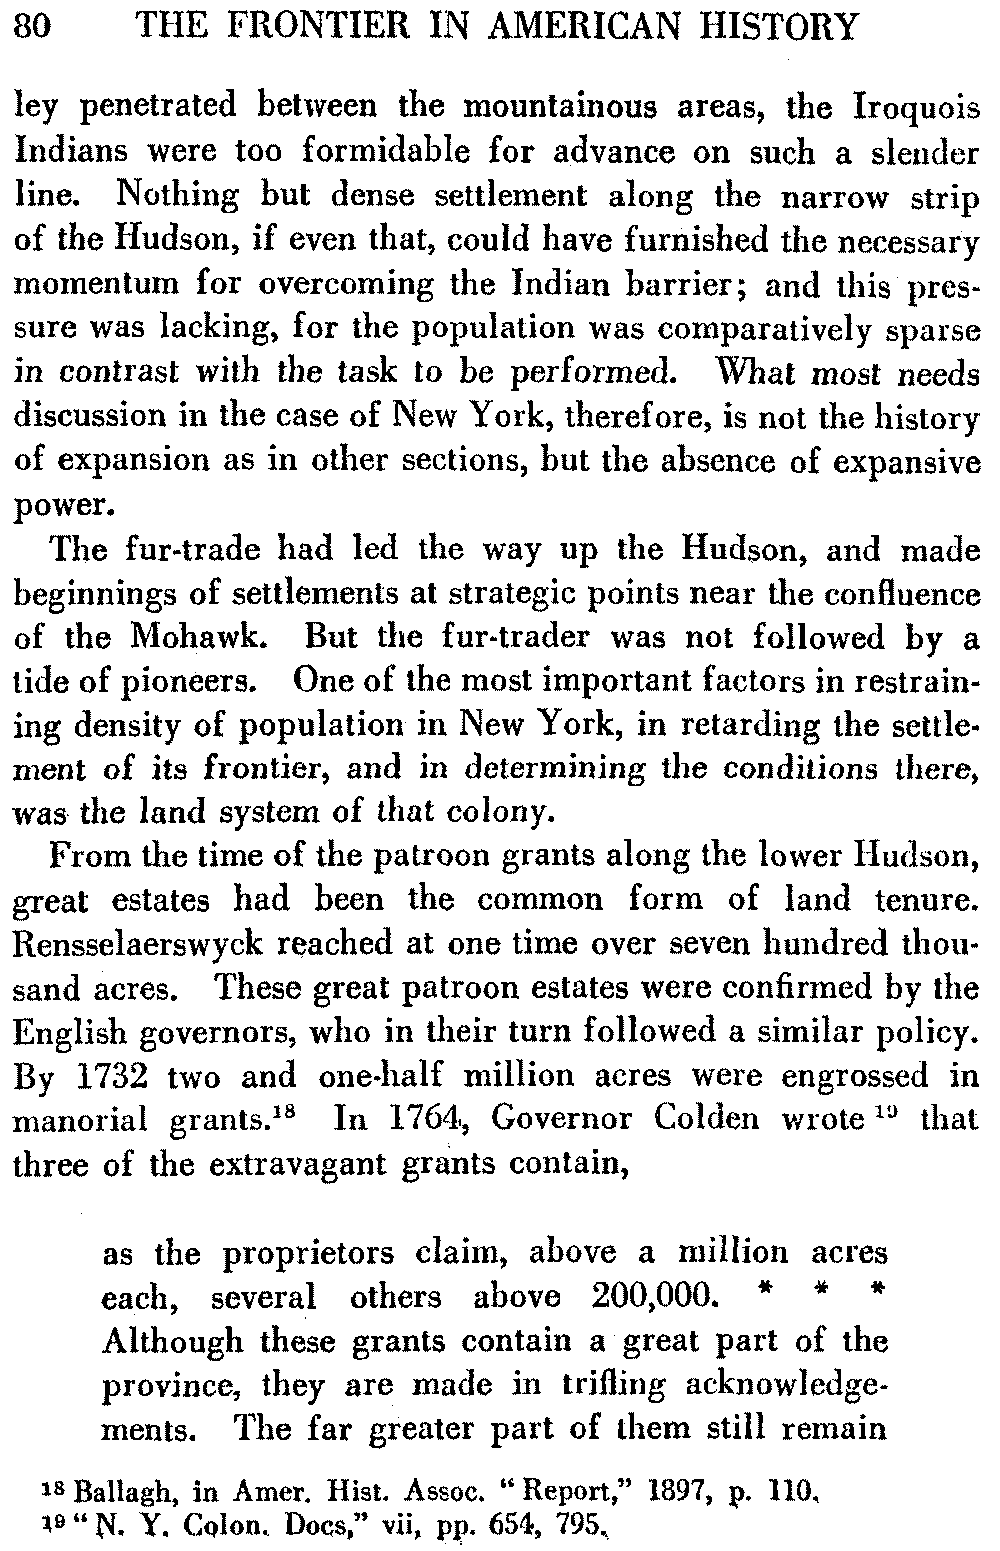 80 THE FRONTIER IN AMERICAN HISTORY
ley penetrated between the mountainous areas, the Iroquois
Indians were too formidable for advance on such a slender
line. Nothing but dense settlement along the narrow strip
of the Hudson, if even that, could have furnished the necessary
momentum for overcoming the Indian barrier; and this pres-
sure was lacking, for the population was comparatively sparse
in contrast with the task to be performed. What most needs
discussion in the case of New York, therefore, is not the history
of expansion as in other sections, but the absence of expansive
power.
The fur-trade had led the way up the Hudson, and made
beginnings of settlements at strategic points near the confluence
of the Mohawk. But the fur-trader was not followed by a
tide of pioneers. One of the most important factors in restrain-
ing density of population in New York, in retarding the settle-
ment of its frontier, and in determining the conditions there,
was the land system of that colony.
From the time of the patroon grants along the lower Hudson,
great estates had been the common form of land tenure.
Rensselaerswyck reached at one time over seven hundred thou-
sand acres. These great patroon estates were confirmed by the
English governors, who in their turn followed a similar policy.
By 1732 two and one-half million acres were engrossed in
manorial grants.¹⁸ In 1764, Governor Colden wrote ¹⁹ that
three of the extravagant grants contain,
as the proprietors claim, above a million acres
each, several others above 200,000. * * *
Although these grants contain a great part of the
province, they are made in trifling acknowledge-
ments. The far greater part of them still remain
¹⁸ Ballagh, in Amer. Hist. Assoc. "Report," 1897, p. 110.
¹⁹ "N. Y. Colon. Docs," vii, pp. 654, 795.